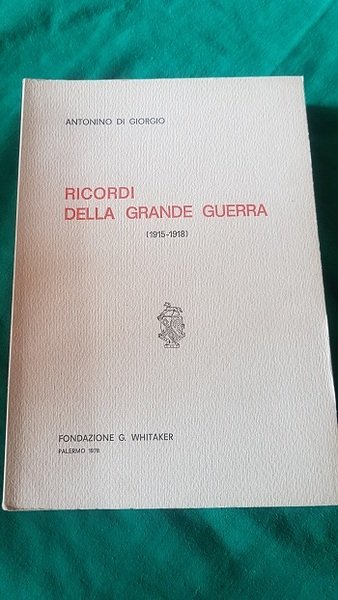 ANTONINO DI GIORGIO
RICORDI
DELLA GRANDE GUERRA
(1915-1918)
FONDAZIONE G. WHITAKER
PALERMO 1978